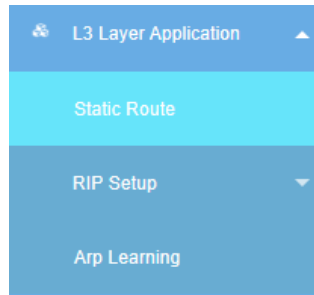 L3 Layer Application
Static Route
RIP Setup
Arp Learning